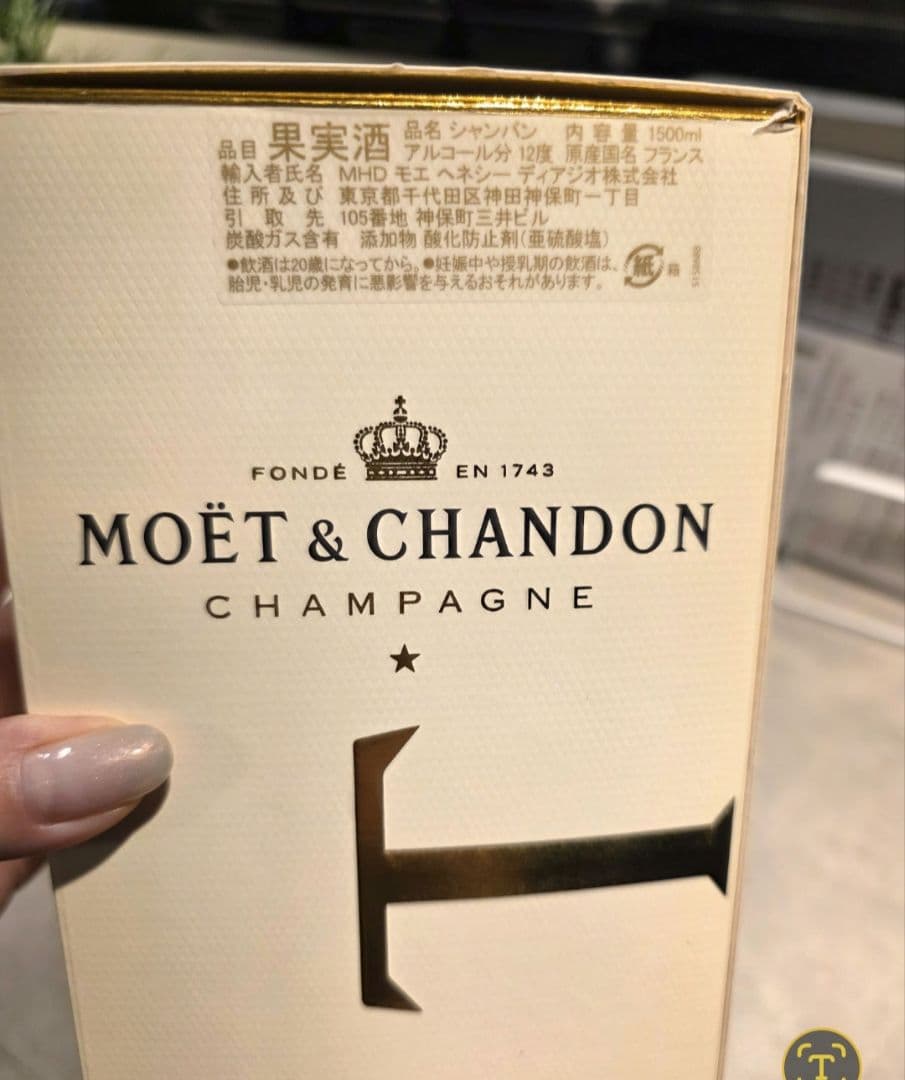 品目 果実酒 品名 シャンパン 内容量 1500ml
アルコール分 12度 原産国名 フランス
輸入者氏名 MHD モエ ヘネシー ディアジオ株式会社
住所及び 東京都千代田区神田神保町一丁目
引取先 105番地 神保町三井ビル
炭酸ガス含有 添加物 酸化防止剤(亜硫酸塩)
●飲酒は20歳になってから。●妊娠中や授乳期の飲酒は、
胎児・乳児の発育に悪影響を与えるおそれがあります。
紙 箱
FONDÉ EN 1743
MOËT & CHANDON
CHAMPAGNE
T